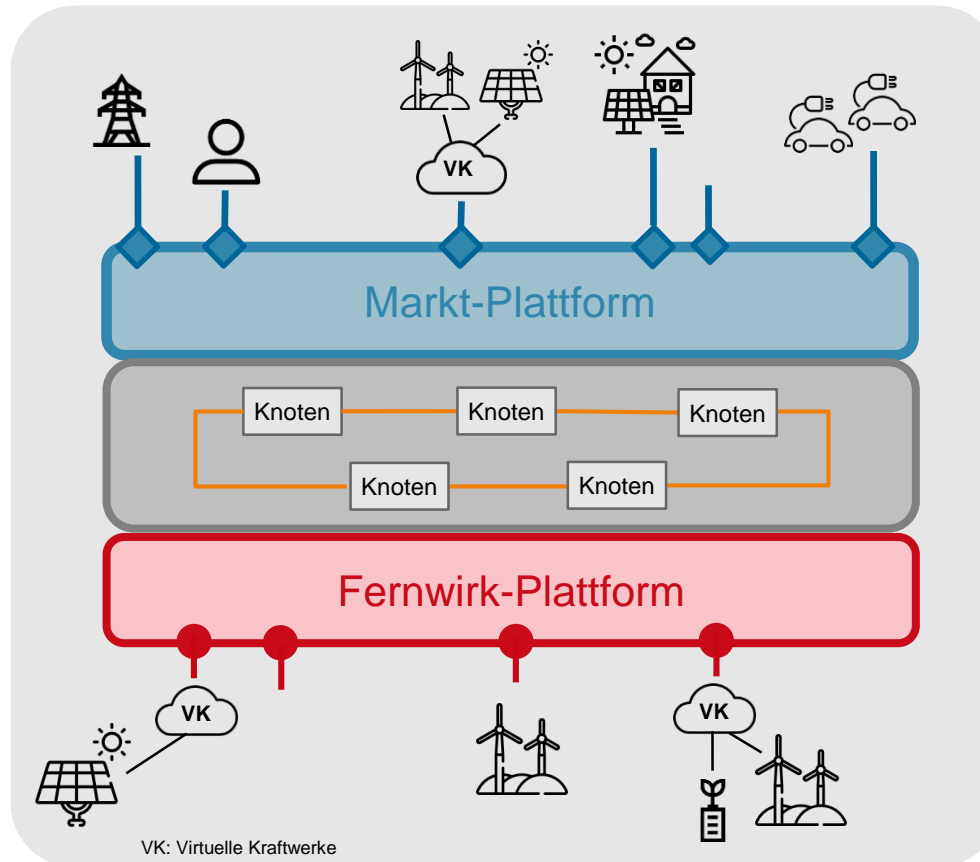 VK
Markt-Plattform
Knoten
Knoten
Knoten
Knoten
Knoten
Fernwirk-Plattform
VK
VK
VK: Virtuelle Kraftwerke